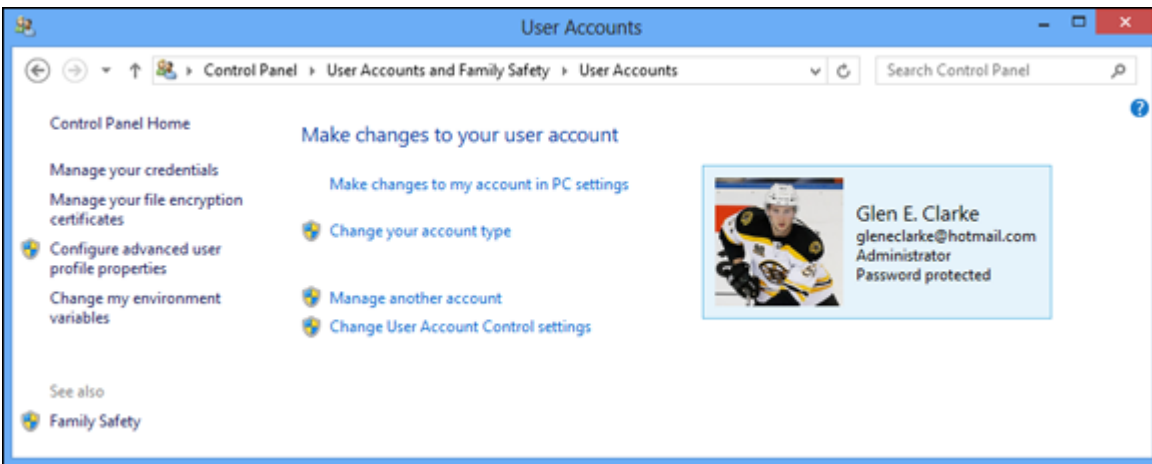 User Accounts
Control Panel
User Accounts and Family Safety
User Accounts
Search Control Panel
Control Panel Home
Manage your credentials
Manage your file encryption
certificates
Configure advanced user
profile properties
Change my environment
variables
See also
Family Safety
Make changes to your user account
Make changes to my account in PC settings
Change your account type
Manage another account
Change User Account Control settings
Glen E. Clarke
gleneclarke@hotmail.com
Administrator
Password protected